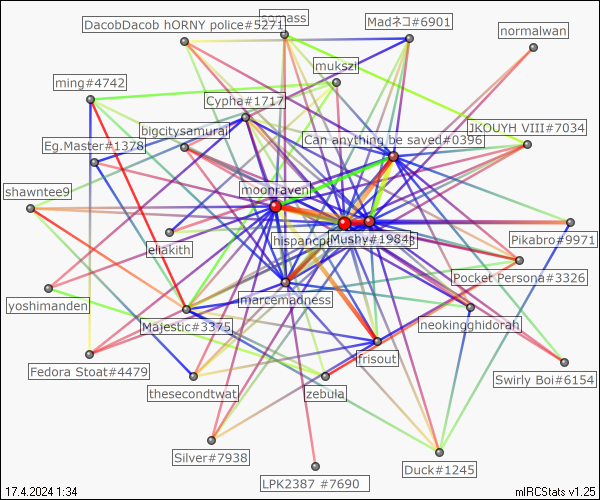 DacobDacob hORNY police#5271
Madネコ#6901
normalwan
mukszi
ming#4742
Cypha#1717
bigcitysamurai
JKOUYH VIII#7034
Can anything be saved#0396
Eg.Master#1378
shawntee9
moonraven
eliakith
Mushy#1984
Pikabro#9971
Pocket Persona#3326
yoshimanden
marcemadness
Majestic#3375
neokingghidorah
frisout
Fedora Stoat#4479
thesecondtwat
zebula
Swirly Boi#6154
Silver#7938
Duck#1245
LPK2387 #7690
17.4.2024 1:34
mIRCStats v1.25